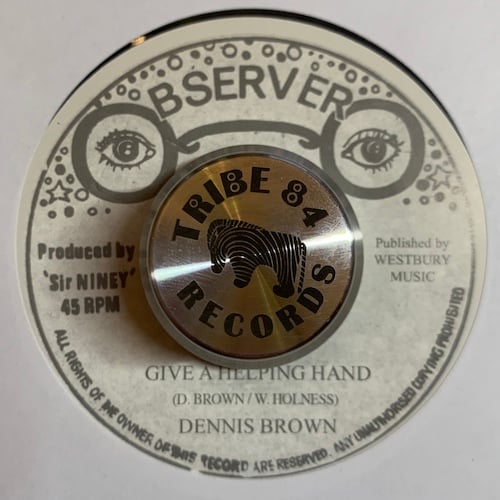 OBSERVER
TRIBE 84
RECORDS
Produced by
'Sir NINEY'
45 RPM
Published by
WESTBURY
MUSIC
GIVE A HELPING HAND
(D. BROWN / W. HOLNESS)
DENNIS BROWN
ALL RIGHTS OF THE OWNER OF THIS RECORD ARE RESERVED. ANY UNAUTHORISED COPYING PROHIBITED